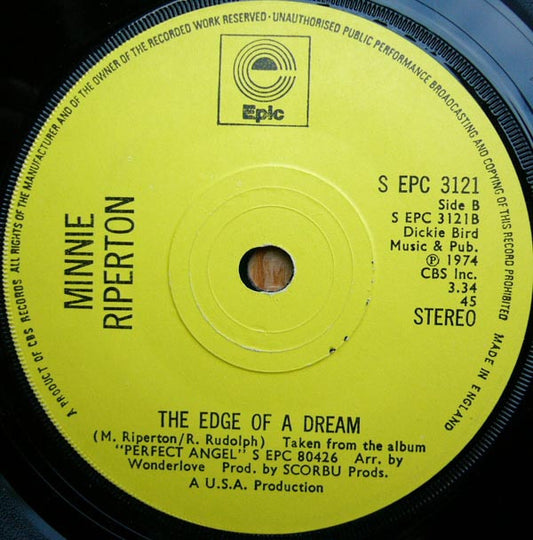 A PRODUCT OF CBS RECORDS ALL RIGHTS OF THE MANUFACTURER AND OF THE OWNER OF THE RECORDED WORK RESERVED · UNAUTHORISED PUBLIC PERFORMANCE BROADCASTING AND COPYING OF THIS RECORD PROHIBITED MADE IN ENGLAND
Epic
MINNIE
RIPERTON
S EPC 3121
Side B
S EPC 3121B
Dickie Bird
Music & Pub.
℗ 1974
CBS Inc.
3.34
45
STEREO
THE EDGE OF A DREAM
(M. Riperton/R. Rudolph) Taken from the album
"PERFECT ANGEL" S EPC 80426 Arr. by
Wonderlove Prod. by SCORBU Prods.
A U.S.A. Production